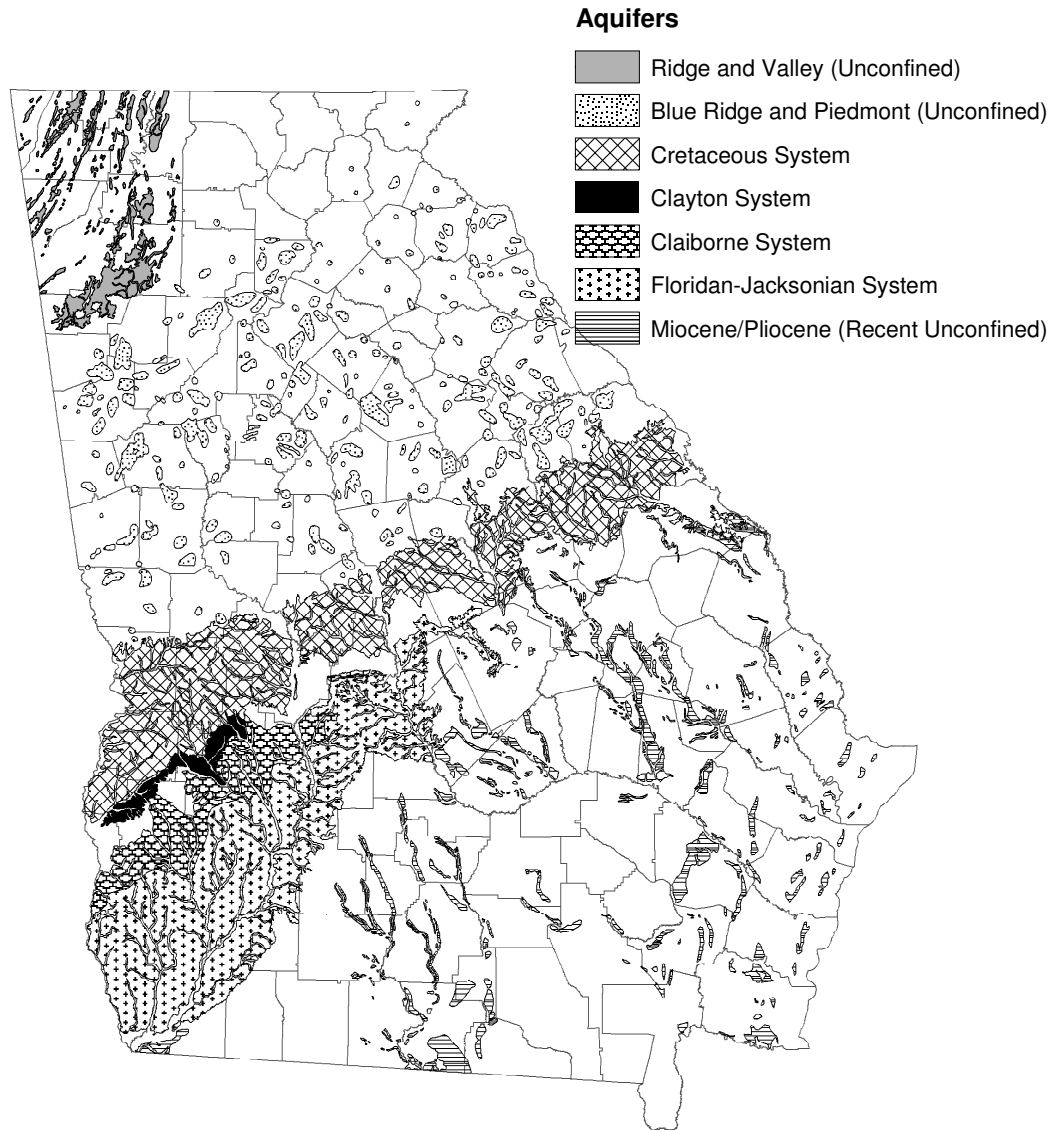 Aquifers
Ridge and Valley (Unconfined)
Blue Ridge and Piedmont (Unconfined)
Cretaceous System
Clayton System
Claiborne System
Floridan-Jacksonian System
Miocene/Pliocene (Recent Unconfined)